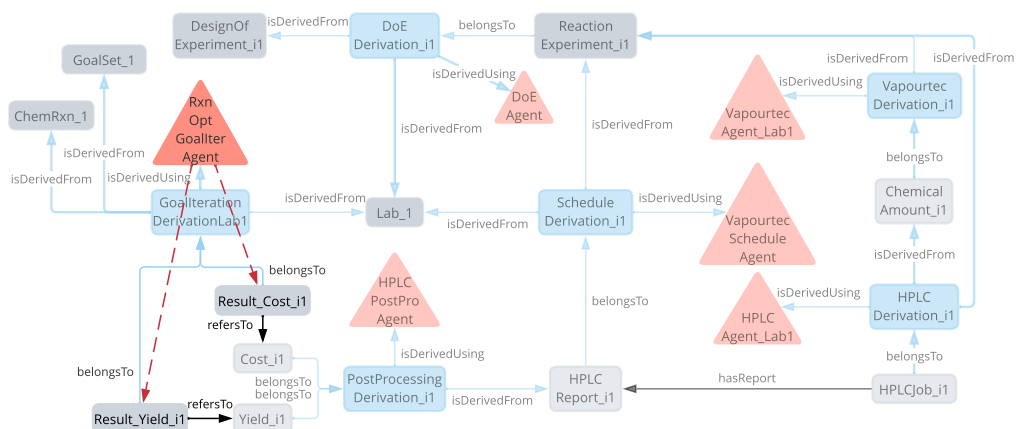 DesignOf
Experiment_i1
isDerivedFrom
DoE
Derivation_i1
belongsTo
Reaction
Experiment_i1
GoalSet_1
isDerivedUsing
isDerivedFrom
isDerivedFrom
Vapourtec
Derivation_i1
isDerivedUsing
ChemRxn_1
Rxn
Opt
GoalIter
Agent
DoE
Agent
Vapourtec
Agent_Lab1
isDerivedFrom
isDerivedFrom
isDerivedFrom
isDerivedFrom
isDerivedUsing
belongsTo
GoalIteration
DerivationLab1
isDerivedFrom
Lab_1
isDerivedFrom
Schedule
Derivation_i1
isDerivedUsing
Vapourtec
Schedule
Agent
Chemical
Amount_i1
isDerivedFrom
belongsTo
Result_Cost_i1
refersTo
HPLC
PostPro
Agent
belongsTo
isDerivedUsing
HPLC
Agent_Lab1
HPLC
Derivation_i1
Cost_i1
isDerivedUsing
belongsTo
belongsTo
belongsTo
belongsTo
PostProcessing
Derivation_i1
isDerivedFrom
HPLC
Report_i1
hasReport
HPLCJob_i1
Result_Yield_i1
refersTo
Yield_i1